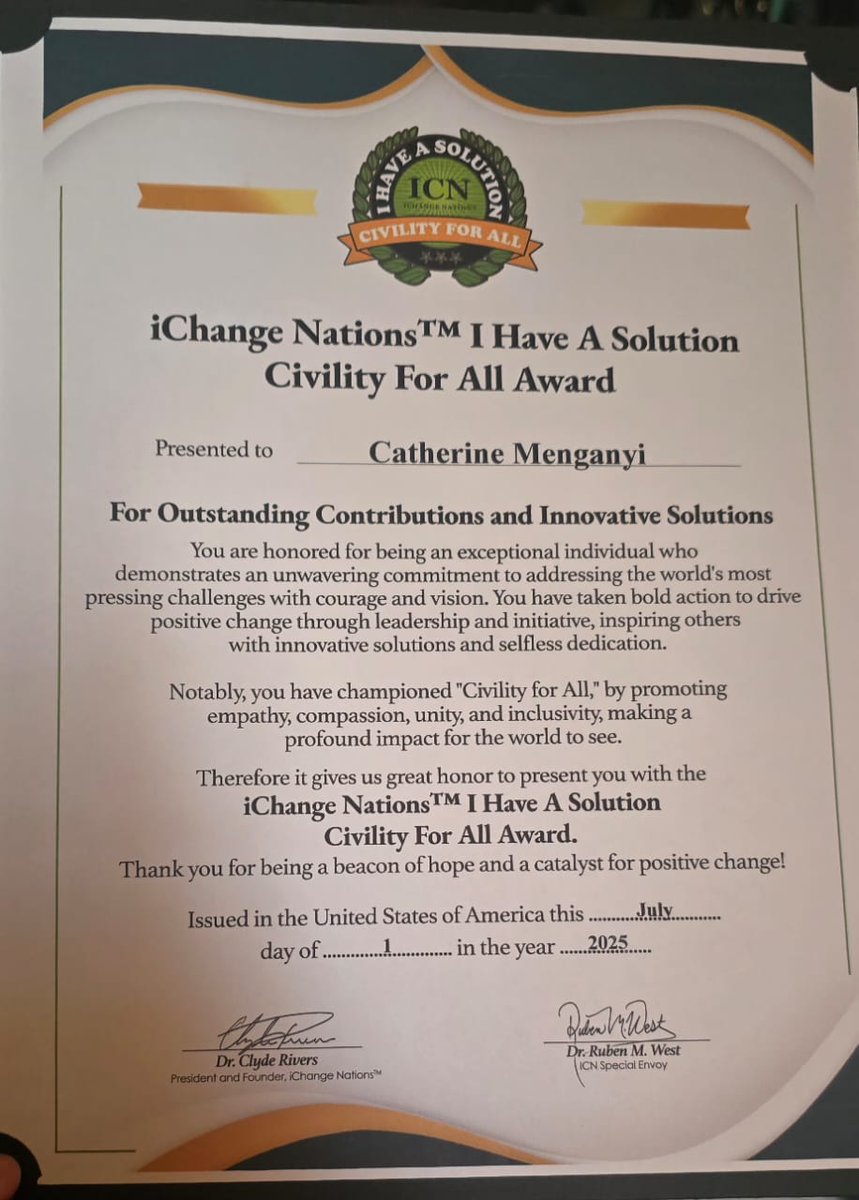 I HAVE A SOLUTION
ICN
ICHANGE NATIONS
CIVILITY FOR ALL
iChange Nations™ I Have A Solution
Civility For All Award
Presented to Catherine Menganyi
For Outstanding Contributions and Innovative Solutions
You are honored for being an exceptional individual who
demonstrates an unwavering commitment to addressing the world's most
pressing challenges with courage and vision. You have taken bold action to drive
positive change through leadership and initiative, inspiring others
with innovative solutions and selfless dedication.
Notably, you have championed "Civility for All," by promoting
empathy, compassion, unity, and inclusivity, making a
profound impact for the world to see.
Therefore it gives us great honor to present you with the
iChange Nations™ I Have A Solution
Civility For All Award.
Thank you for being a beacon of hope and a catalyst for positive change!
Issued in the United States of America this ...........July............
day of .............1............. in the year ......2025.....
Ruben M. West
Dr. Clyde Rivers
President and Founder, iChange Nations™
Dr. Ruben M. West
ICN Special Envoy